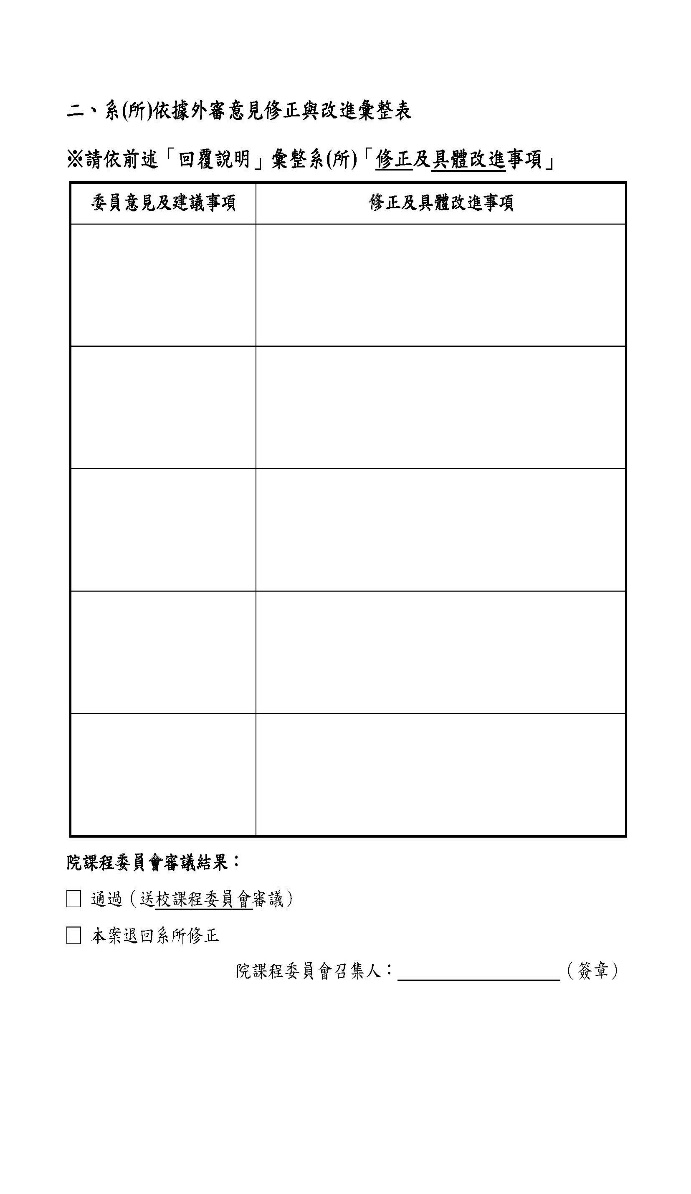 二、系(所)依據外審意見修正與改進彙整表
※請依前述「回覆說明」彙整系(所)「修正及具體改進事項」
委員意見及建議事項 修正及具體改進事項
院課程委員會審議結果：
□ 通過（送校課程委員會審議）
□ 本案退回系所修正
院課程委員會召集人：＿＿＿＿＿＿＿＿＿（簽章）